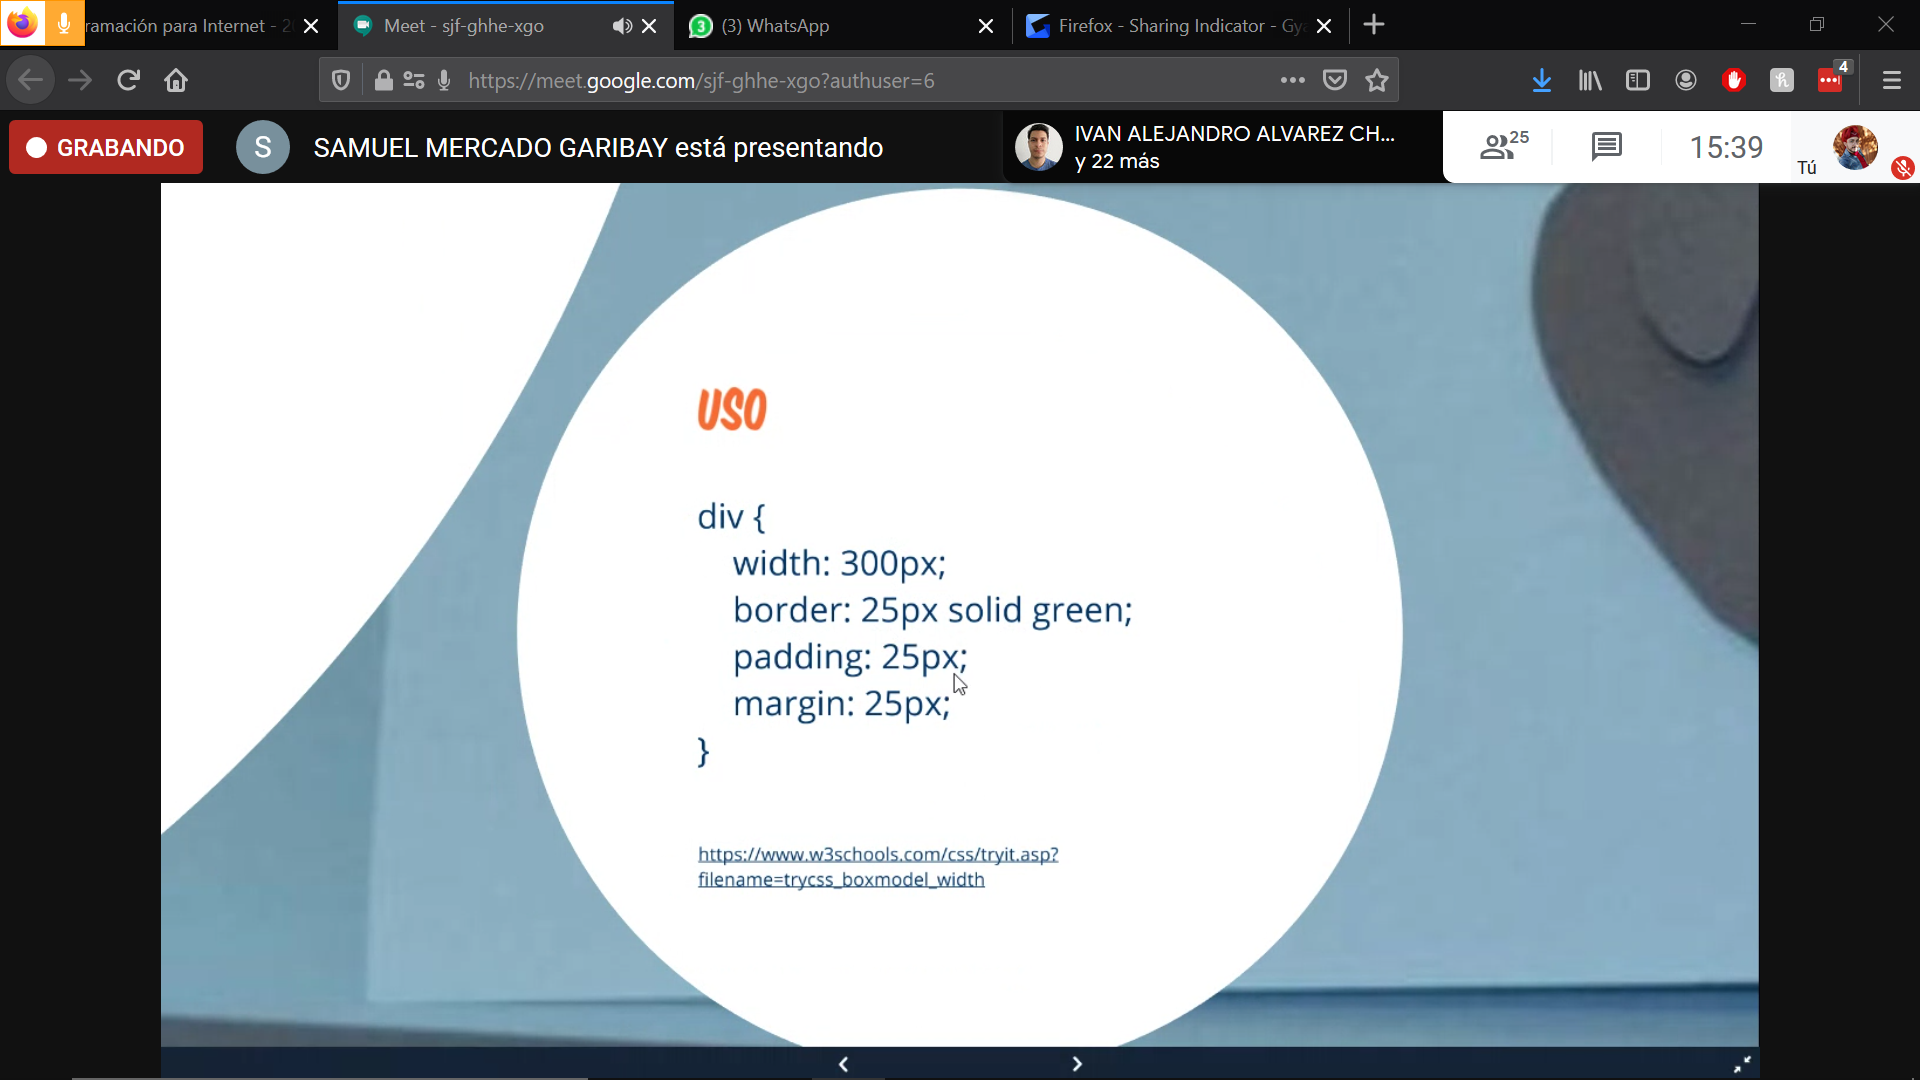 ramación para Internet - 2
Meet - sjf-ghhe-xgo
3 (3) WhatsApp
Firefox - Sharing Indicator - Gy
https://meet.google.com/sjf-ghhe-xgo?authuser=6
4
GRABANDO
S SAMUEL MERCADO GARIBAY está presentando
IVAN ALEJANDRO ALVAREZ CH...
y 22 más
25
15:39
Tú
USO
div {
width: 300px;
border: 25px solid green;
padding: 25px;
margin: 25px;
}
https://www.w3schools.com/css/tryit.asp?
filename=trycss_boxmodel_width